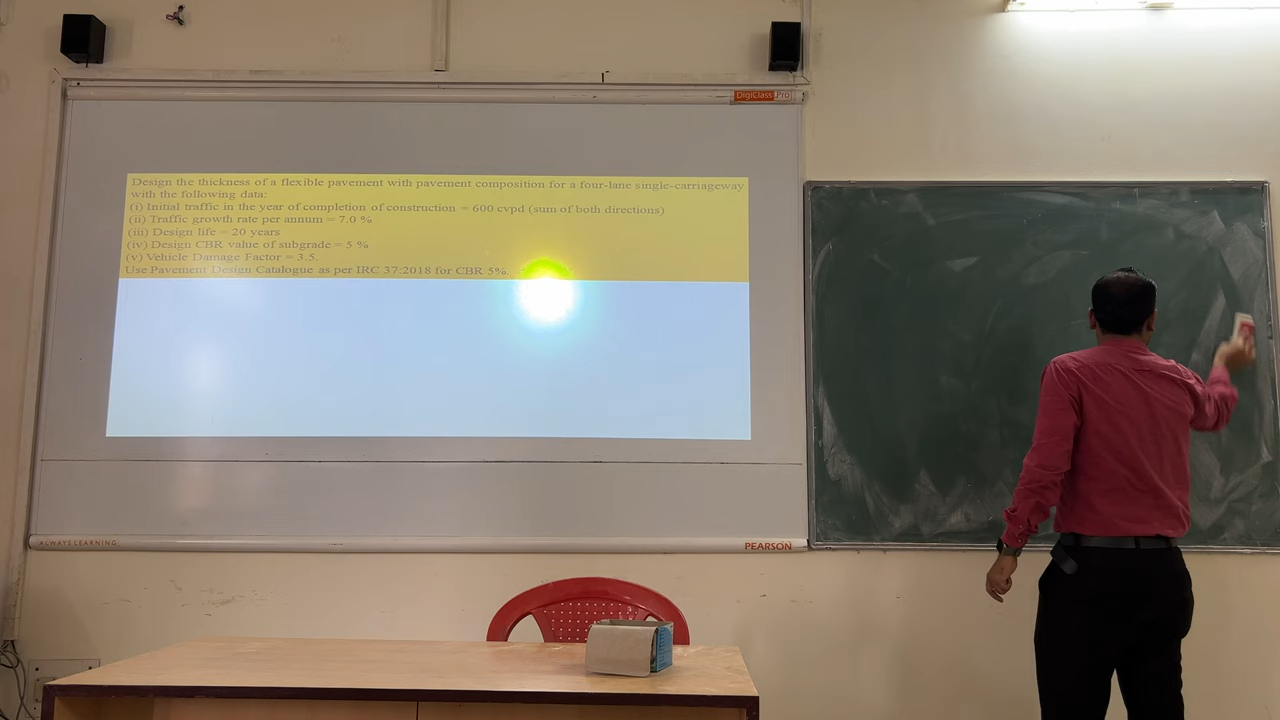 DigiClass Pro
Design the thickness of a flexible pavement with pavement composition for a four-lane single-carriageway
with the following data:
(i) Initial traffic in the year of completion of construction = 600 cvpd (sum of both directions)
(ii) Traffic growth rate per annum = 7.0 %
(iii) Design life = 20 years
(iv) Design CBR value of subgrade = 5 %
(v) Vehicle Damage Factor = 3.5.
Use Pavement Design Catalogue as per IRC 37:2018 for CBR 5%.
ALWAYS LEARNING
PEARSON